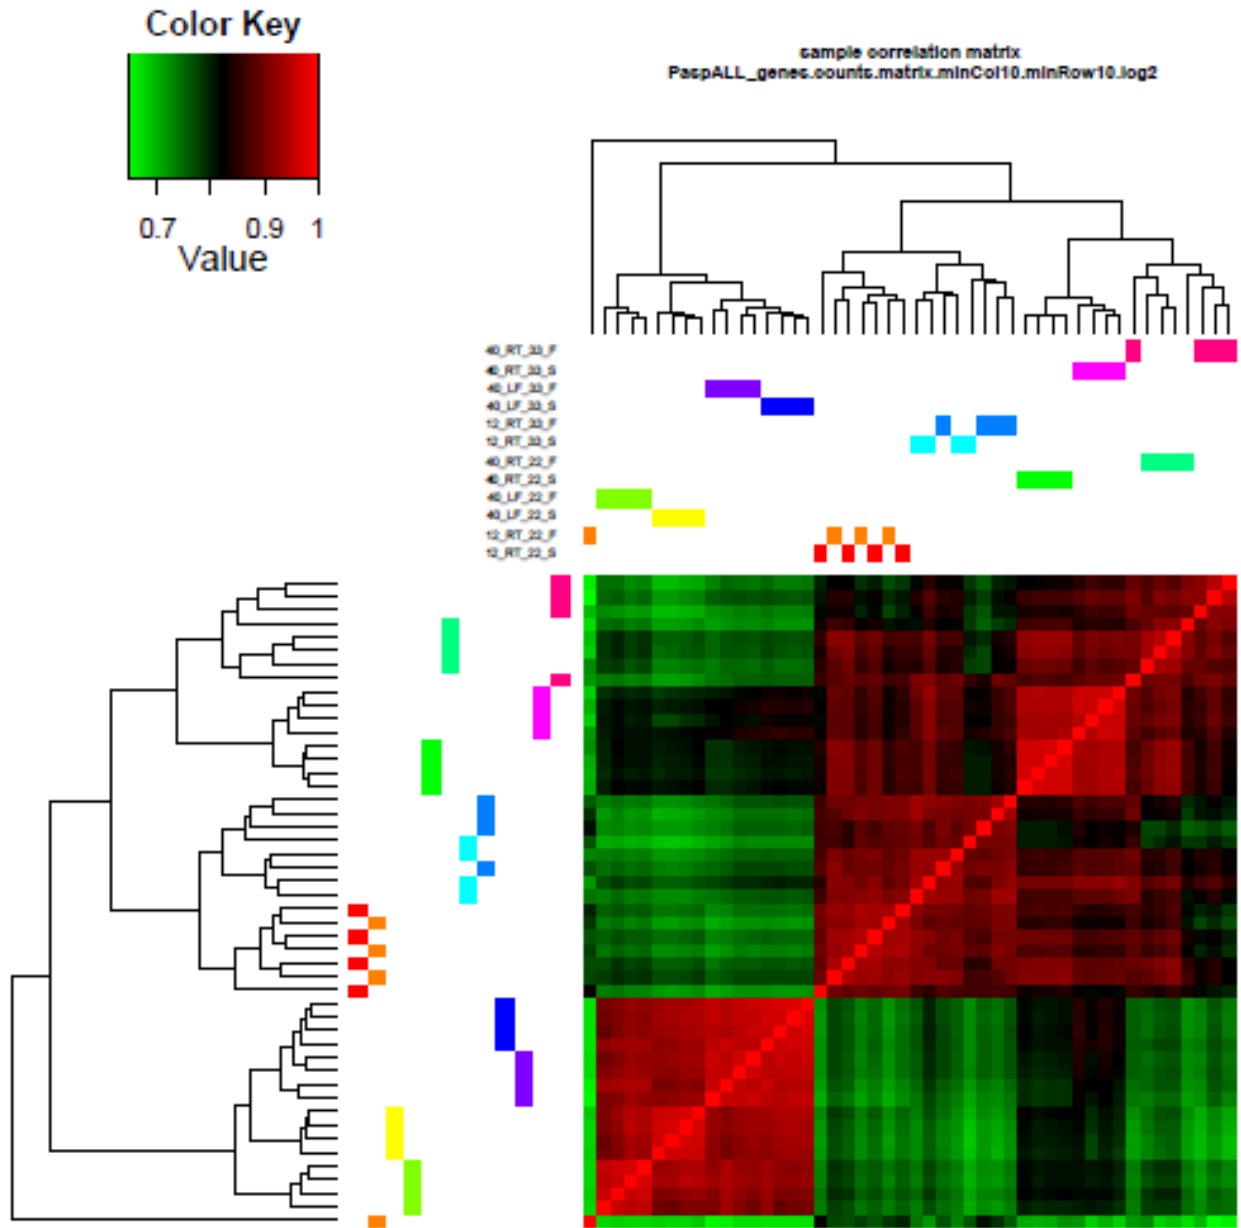 Color Key
0.7 0.9 1
Value
sample correlation matrix
PaspALL_genes.counts.matrix.minCol10.minRow10.log2
40_RT_33_F
40_RT_33_S
40_LF_33_F
40_LF_33_S
12_RT_33_F
12_RT_33_S
40_RT_22_F
40_RT_22_S
40_LF_22_F
40_LF_22_S
12_RT_22_F
12_RT_22_S